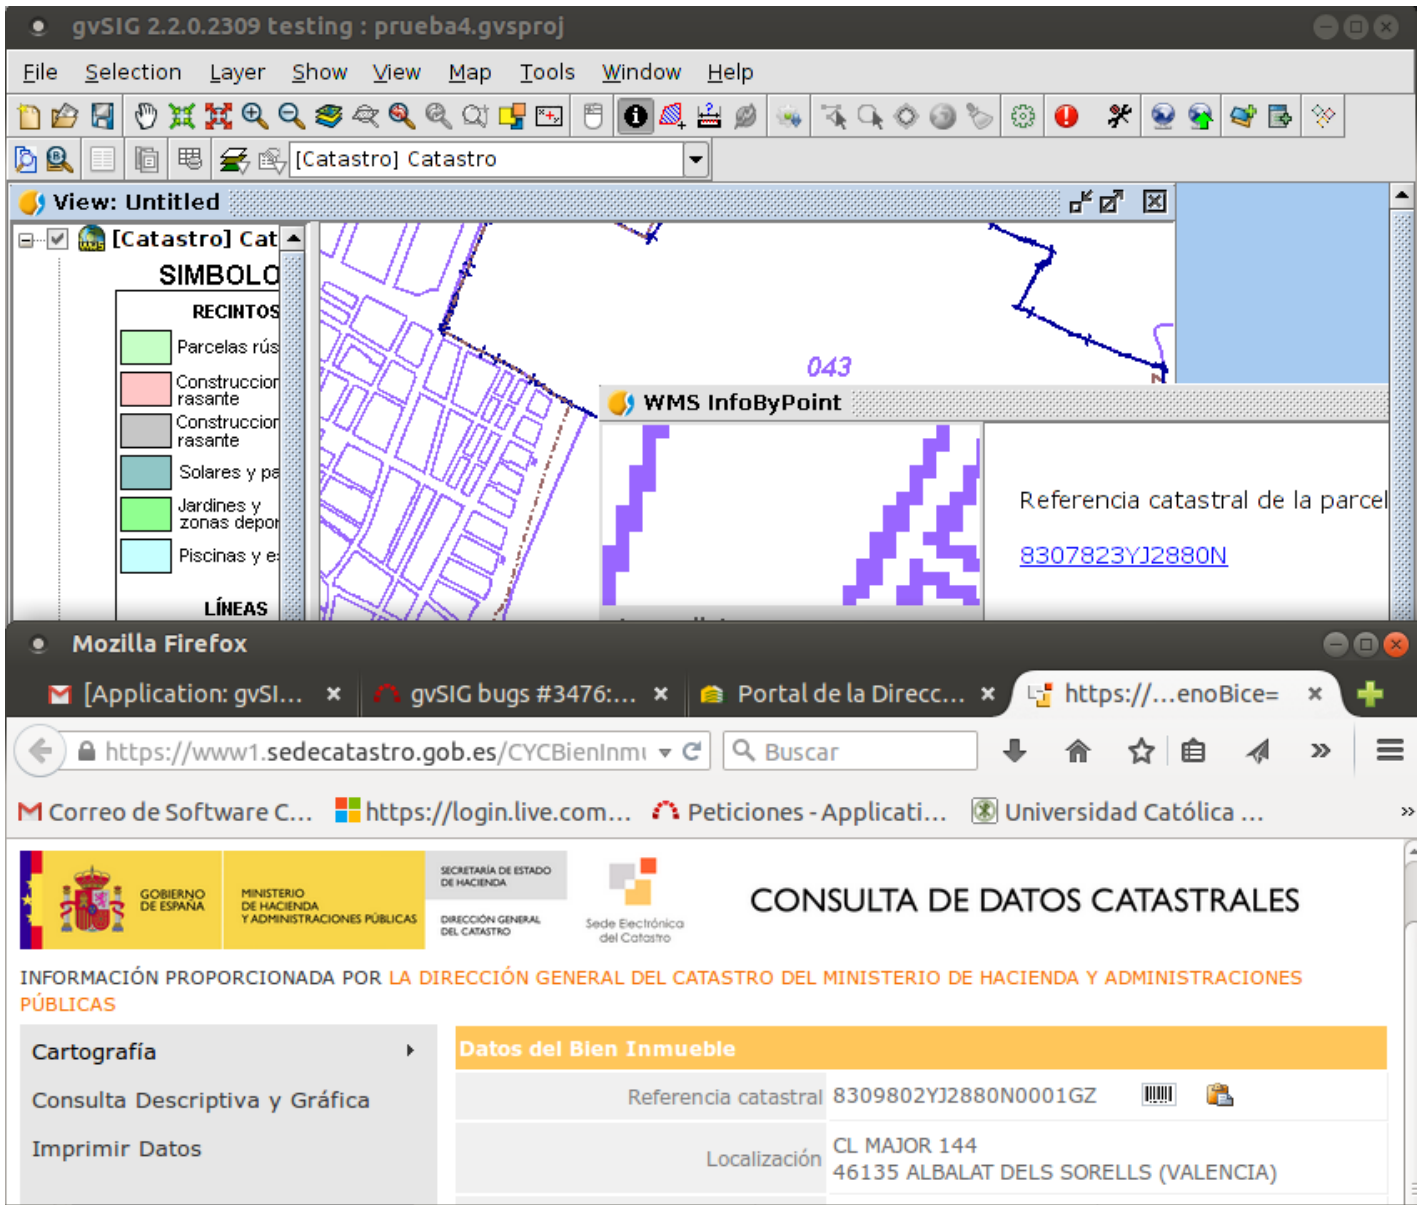 gvSIG 2.2.0.2309 testing : prueba4.gvsproj
File Selection Layer Show View Map Tools Window Help
[Catastro] Catastro
View: Untitled
[Catastro] Cat
SIMBOLO
RECINTOS
Parcelas rús
Construccior
rasante
Construccior
rasante
Solares y pa
Jardines y
zonas depor
Piscinas y e
LÍNEAS
043
WMS InfoByPoint
Referencia catastral de la parcel
8307823YJ2880N
Mozilla Firefox
[Application: gvSI... gvSIG bugs #3476:... Portal de la Direcc... https://...enoBice=
https://www1.sedecatastro.gob.es/CYCBienInmu Buscar
Correo de Software C... https://login.live.com... Peticiones - Applicati... Universidad Católica ... »
GOBIERNO
DE ESPAÑA
MINISTERIO
DE HACIENDA
Y ADMINISTRACIONES PÚBLICAS
SECRETARÍA DE ESTADO
DE HACIENDA
DIRECCIÓN GENERAL
DEL CATASTRO
Sede Electrónica
del Catastro
CONSULTA DE DATOS CATASTRALES
INFORMACIÓN PROPORCIONADA POR LA DIRECCIÓN GENERAL DEL CATASTRO DEL MINISTERIO DE HACIENDA Y ADMINISTRACIONES
PÚBLICAS
Cartografía
Consulta Descriptiva y Gráfica
Imprimir Datos
Datos del Bien Inmueble
Referencia catastral 8309802YJ2880N0001GZ
Localización CL MAJOR 144
46135 ALBALAT DELS SORELLS (VALENCIA)